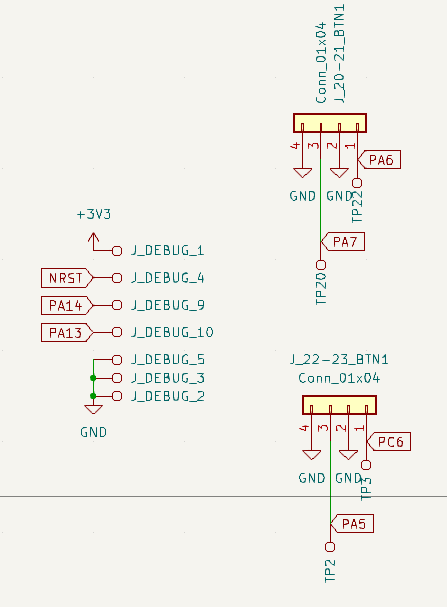 Conn_01x04
J_20-21_BTN1
4
3
2
1
PA6
GND
GND
TP22
PA7
TP20
+3V3
J_DEBUG_1
NRST
J_DEBUG_4
PA14
J_DEBUG_9
PA13
J_DEBUG_10
J_DEBUG_5
J_DEBUG_3
J_DEBUG_2
GND
J_22-23_BTN1
Conn_01x04
4
3
2
1
PC6
GND
GND
TP3
PA5
TP2